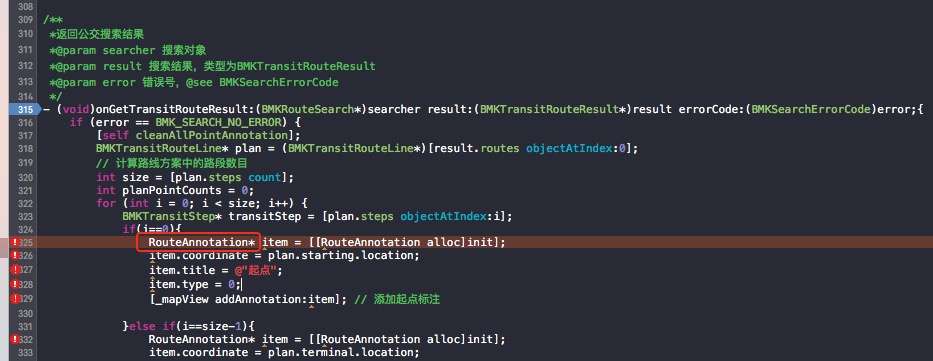 308
309 /**
310 *返回公交搜索结果
311 *@param searcher 搜索对象
312 *@param result 搜索结果，类型为BMKTransitRouteResult
313 *@param error 错误号，@see BMKSearchErrorCode
314 */
315 - (void)onGetTransitRouteResult:(BMKRouteSearch*)searcher result:(BMKTransitRouteResult*)result errorCode:(BMKSearchErrorCode)error;{
316 if (error == BMK_SEARCH_NO_ERROR) {
317 [self cleanAllPointAnnotation];
318 BMKTransitRouteLine* plan = (BMKTransitRouteLine*)[result.routes objectAtIndex:0];
319 // 计算路线方案中的路段数目
320 int size = [plan.steps count];
321 int planPointCounts = 0;
322 for (int i = 0; i < size; i++) {
323 BMKTransitStep* transitStep = [plan.steps objectAtIndex:i];
324 if(i==0){
325 RouteAnnotation* item = [[RouteAnnotation alloc]init];
326 item.coordinate = plan.starting.location;
327 item.title = @"起点";
328 item.type = 0;
329 [_mapView addAnnotation:item]; // 添加起点标注
330
331 }else if(i==size-1){
332 RouteAnnotation* item = [[RouteAnnotation alloc]init];
333 item.coordinate = plan.terminal.location;